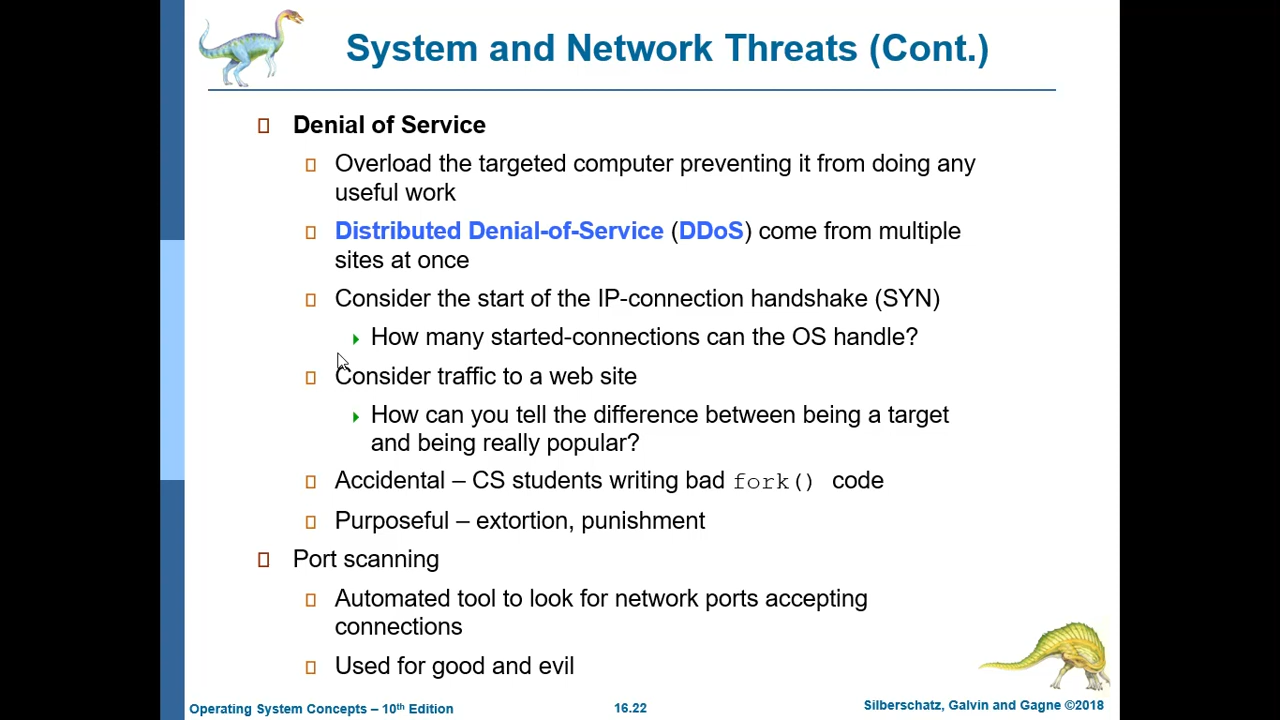 System and Network Threats (Cont.)
Denial of Service
Overload the targeted computer preventing it from doing any
useful work
Distributed Denial-of-Service (DDoS) come from multiple
sites at once
Consider the start of the IP-connection handshake (SYN)
How many started-connections can the OS handle?
Consider traffic to a web site
How can you tell the difference between being a target
and being really popular?
Accidental – CS students writing bad fork() code
Purposeful – extortion, punishment
Port scanning
Automated tool to look for network ports accepting
connections
Used for good and evil
Operating System Concepts – 10th Edition
16.22
Silberschatz, Galvin and Gagne ©2018